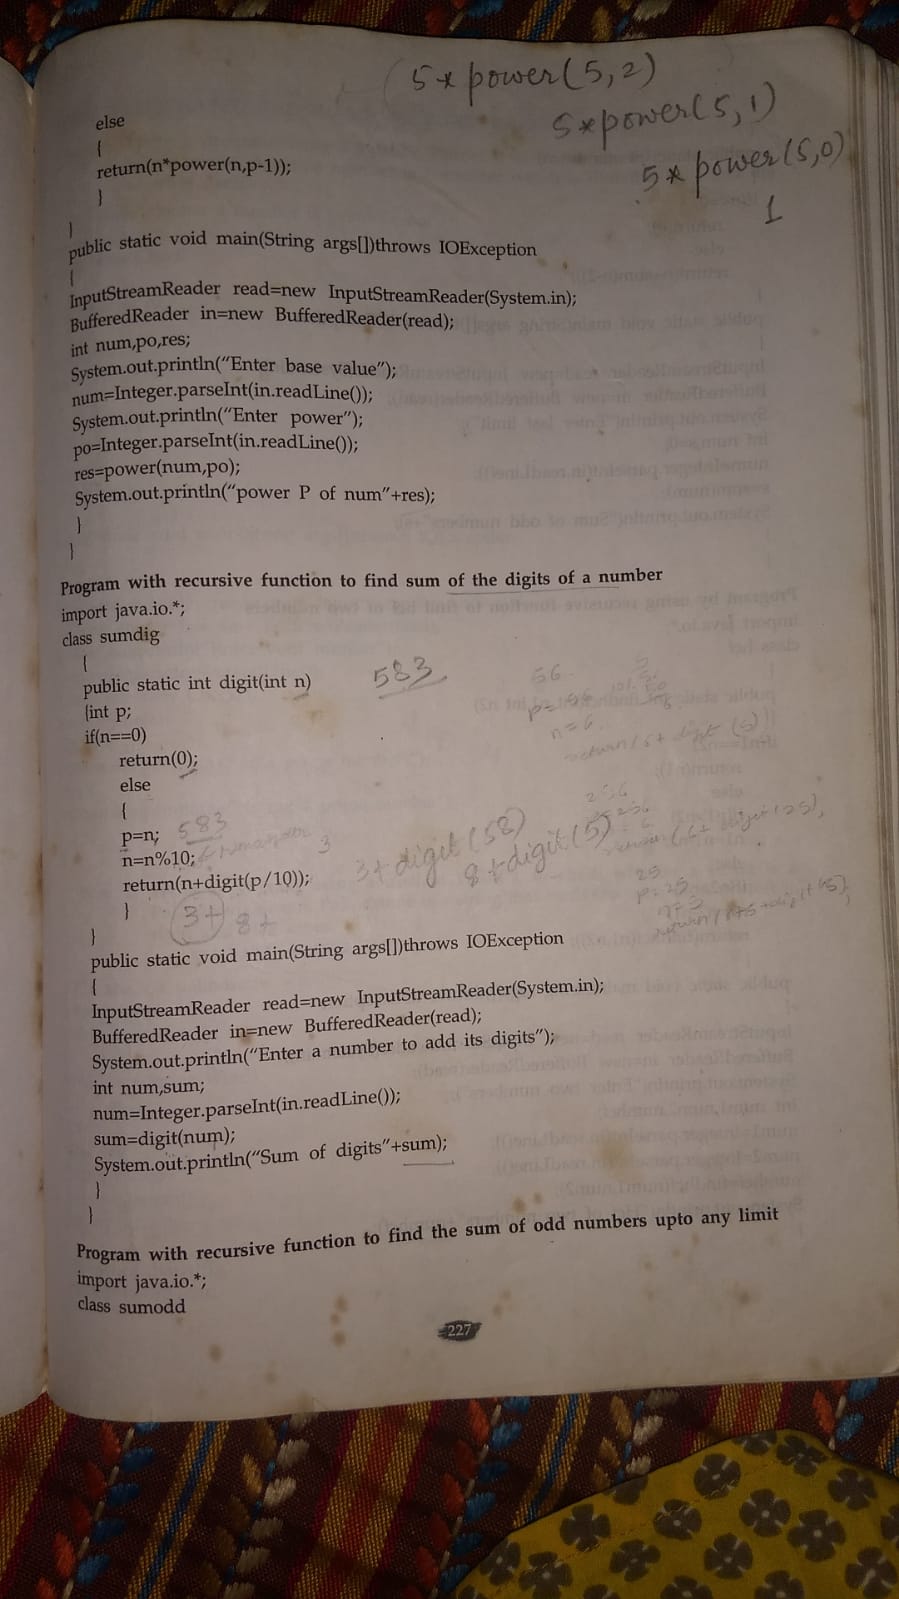 5* power(5,2)
5*power(5,1)
5* power(5,0)
1
else
{
return(n*power(n,p-1));
}
}
public static void main(String args[])throws IOException
{
InputStreamReader read=new InputStreamReader(System.in);
BufferedReader in=new BufferedReader(read);
int num,po,res;
System.out.println("Enter base value");
num=Integer.parseInt(in.readLine());
System.out.println("Enter power");
po=Integer.parseInt(in.readLine());
res=power(num,po);
System.out.println("power P of num"+res);
}
}
Program with recursive function to find sum of the digits of a number
import java.io.*;
class sumdig
{
public static int digit(int n) 583
{int p;
if(n==0)
return(0);
else
{
p=n; 583
n=n%10; 3
3+digit(58)
8+digit(5)
return(n+digit(p/10));
} 3+ 8+
}
public static void main(String args[])throws IOException
{
InputStreamReader read=new InputStreamReader(System.in);
BufferedReader in=new BufferedReader(read);
System.out.println("Enter a number to add its digits");
int num,sum;
num=Integer.parseInt(in.readLine());
sum=digit(num);
System.out.println("Sum of digits"+sum);
}
}
Program with recursive function to find the sum of odd numbers upto any limit
import java.io.*;
class sumodd
227